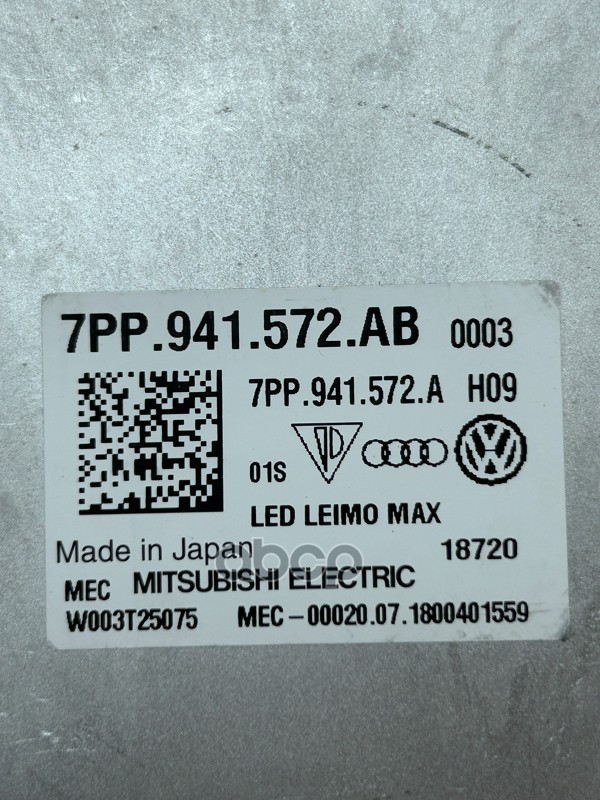 7PP.941.572.AB 0003
7PP.941.572.A H09
01S
LED LEIMO MAX
Made in Japan 18720
abcp
MEC MITSUBISHI ELECTRIC
W003T25075 MEC-00020.07.1800401559